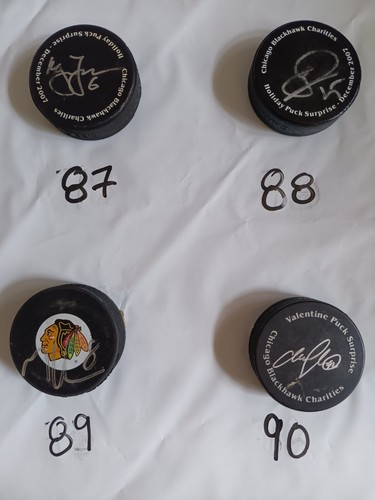 Chicago Blackhawk Charities
Holiday Puck Surprise - December 2007
6
87
Chicago Blackhawk Charities
Holiday Puck Surprise - December 2007
88
89
Valentine Puck Surprise
Chicago Blackhawk Charities
90